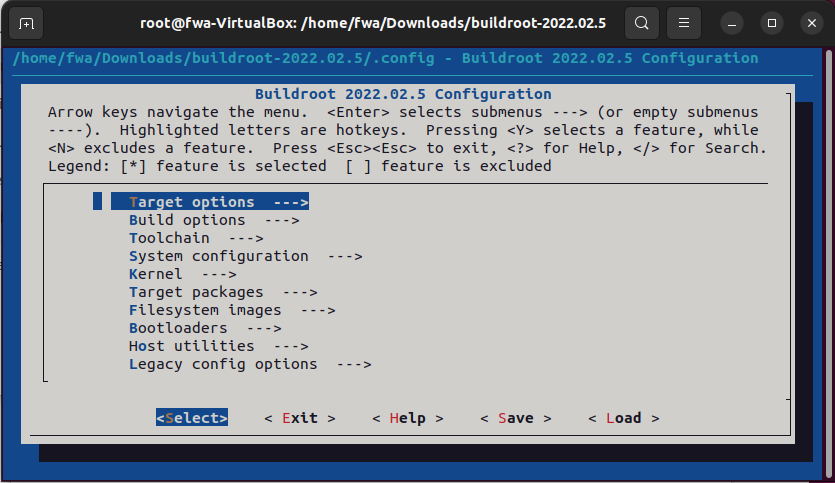 root@fwa-VirtualBox: /home/fwa/Downloads/buildroot-2022.02.5
/home/fwa/Downloads/buildroot-2022.02.5/.config - Buildroot 2022.02.5 Configuration
Buildroot 2022.02.5 Configuration
Arrow keys navigate the menu.  <Enter> selects submenus ---> (or empty submenus
----).  Highlighted letters are hotkeys.  Pressing <Y> selects a feature, while
<N> excludes a feature.  Press <Esc><Esc> to exit, <?> for Help, </> for Search.
Legend: [*] feature is selected  [ ] feature is excluded
Target options  --->
Build options  --->
Toolchain  --->
System configuration  --->
Kernel  --->
Target packages  --->
Filesystem images  --->
Bootloaders  --->
Host utilities  --->
Legacy config options  --->
<Select>    < Exit >    < Help >    < Save >    < Load >